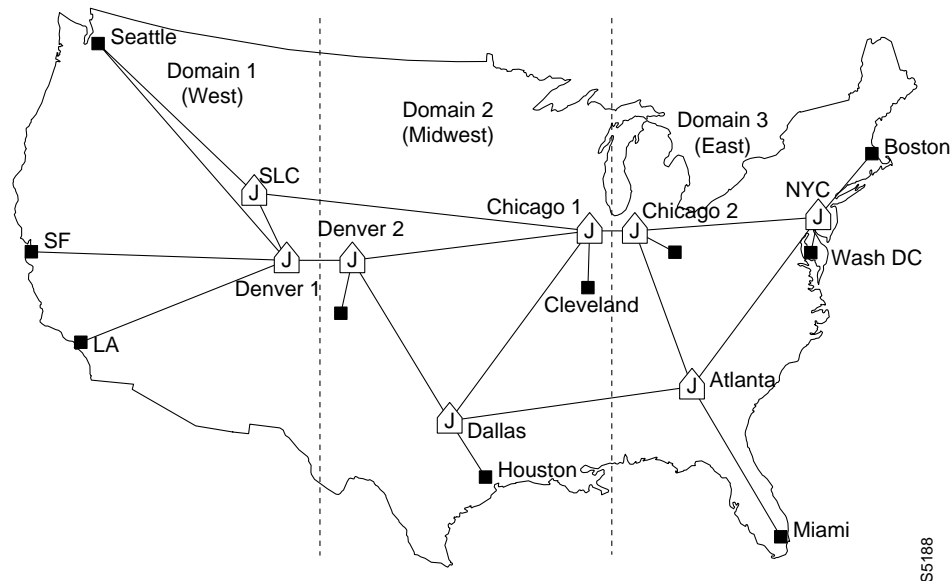 Seattle
Domain 1
(West)
Domain 2
(Midwest)
Domain 3
(East)
Boston
SLC
J
NYC
J
Chicago 1
J
Chicago 2
J
Denver 2
J
SF
J
Denver 1
Wash DC
Cleveland
LA
J
Atlanta
J
Dallas
Houston
Miami
S5188